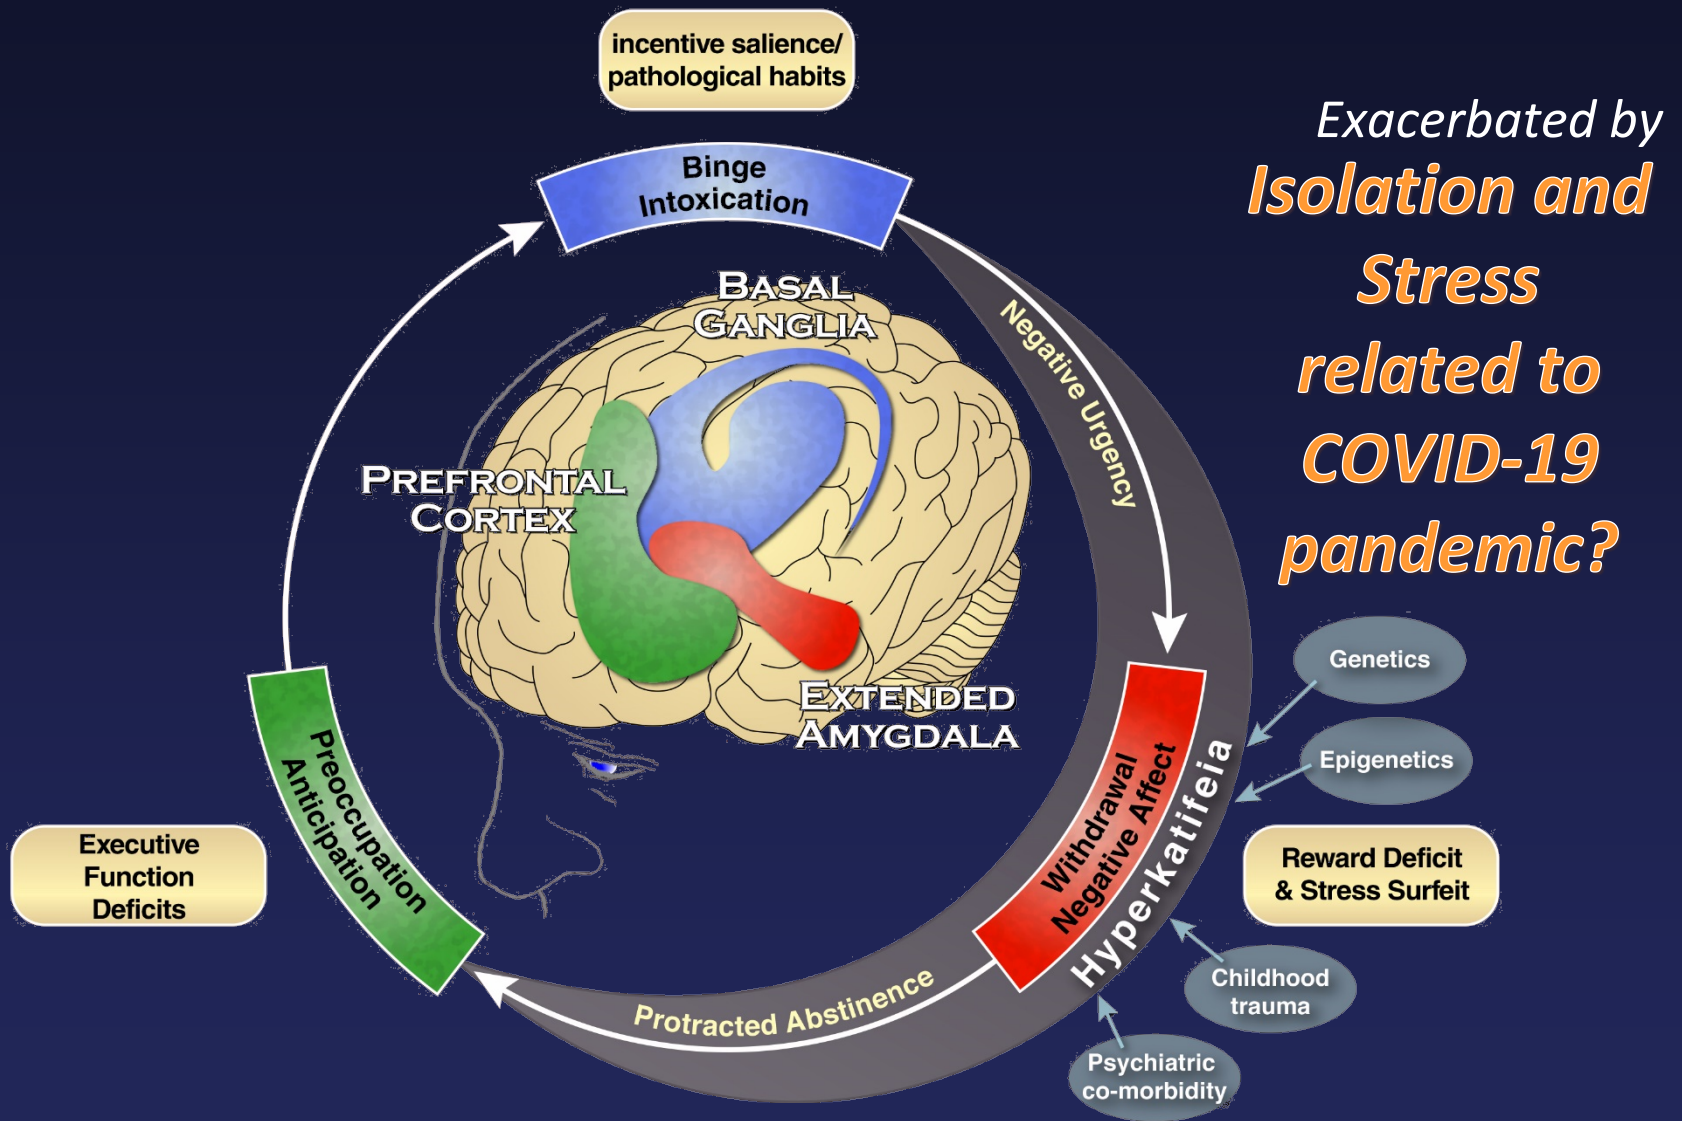 incentive salience/
pathological habits
Exacerbated by
Isolation and
Stress
related to
COVID-19
pandemic?
Binge
Intoxication
BASAL
GANGLIA
Negative Urgency
PREFRONTAL
CORTEX
EXTENDED
AMYGDALA
Genetics
Epigenetics
Withdrawal
Negative Affect
Hyperkatifeia
Preoccupation
Anticipation
Executive
Function
Deficits
Reward Deficit
& Stress Surfeit
Protracted Abstinence
Childhood
trauma
Psychiatric
co-morbidity